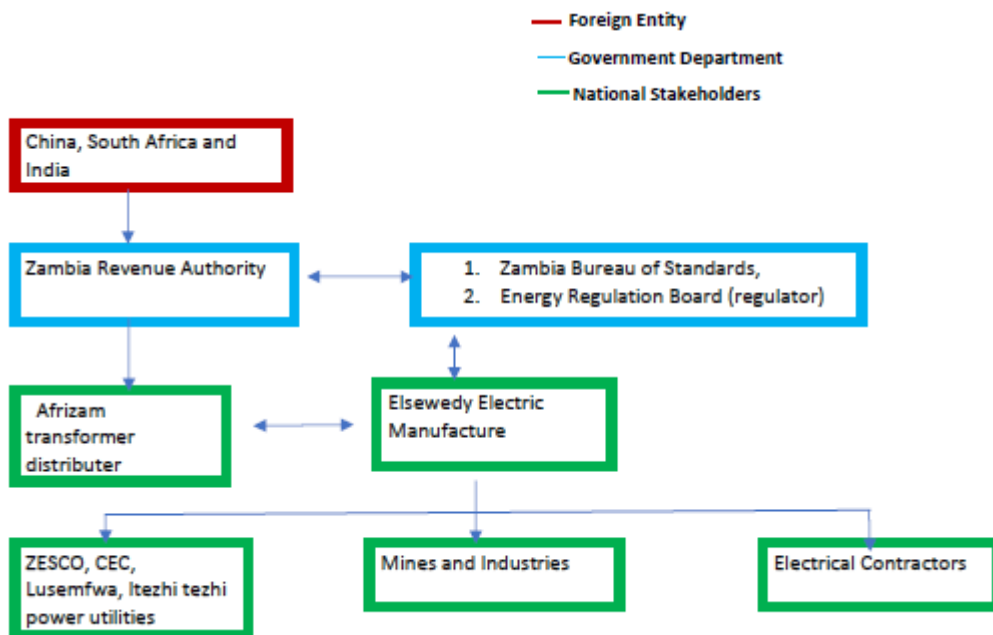 Foreign Entity
Government Department
National Stakeholders
China, South Africa and
India
Zambia Revenue Authority
1. Zambia Bureau of Standards,
2. Energy Regulation Board (regulator)
Afrizam
transformer
distributer
Elsewedy Electric
Manufacture
ZESCO, CEC,
Lusemfwa, Itezhi tezhi
power utilities
Mines and Industries
Electrical Contractors